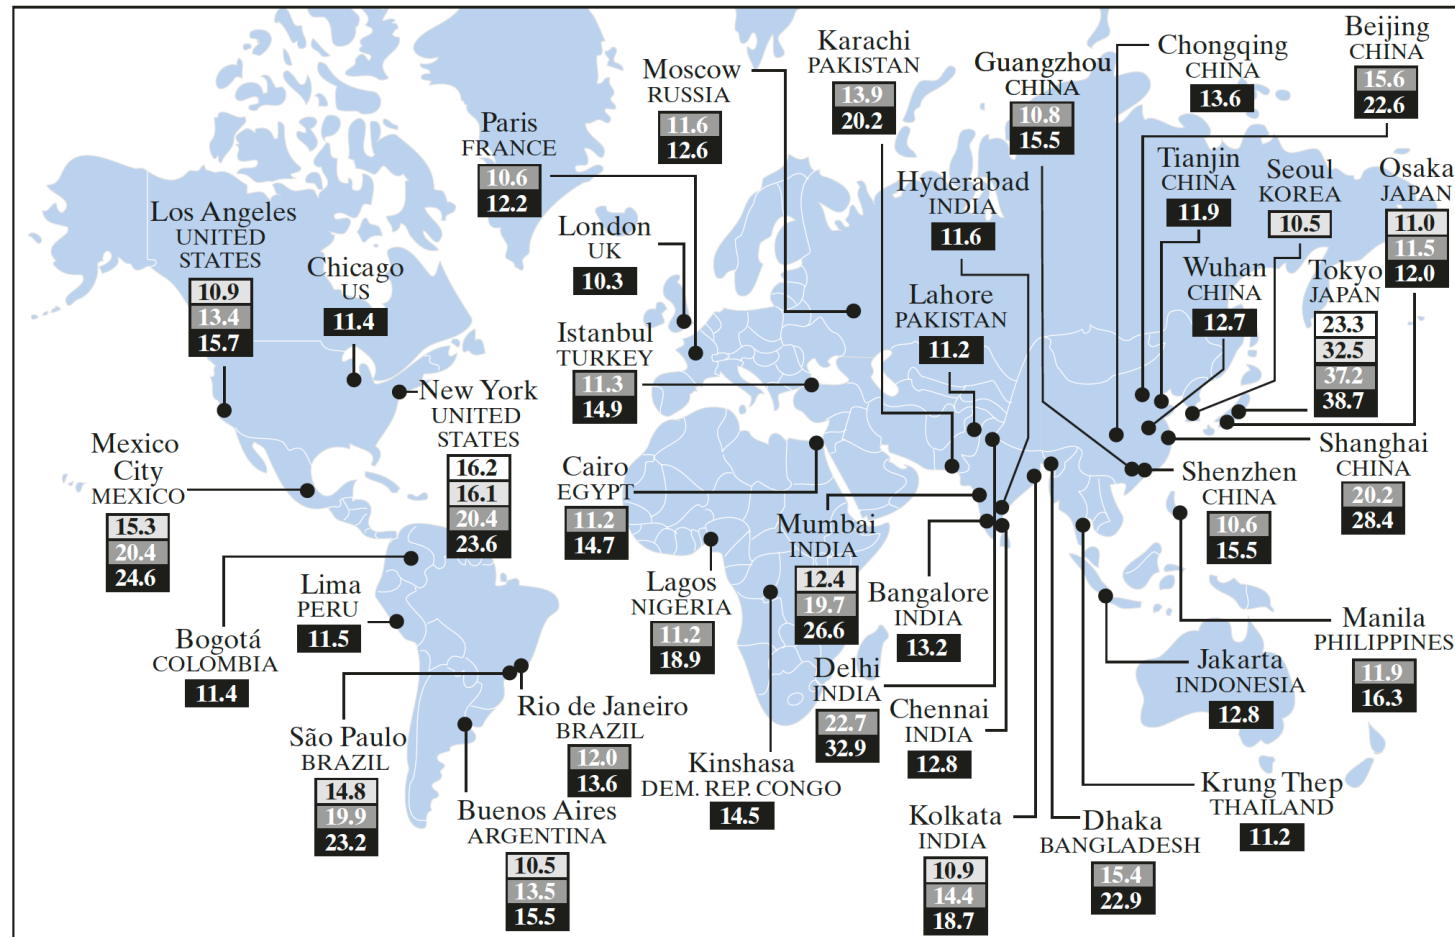 Karachi
PAKISTAN
13.9
20.2
Moscow
RUSSIA
11.6
12.6
Guangzhou
CHINA
10.8
15.5
Chongqing
CHINA
13.6
Beijing
CHINA
15.6
22.6
Paris
FRANCE
10.6
12.2
Hyderabad
INDIA
11.6
Tianjin
CHINA
11.9
Seoul
KOREA
10.5
Osaka
JAPAN
11.0
11.5
12.0
Los Angeles
UNITED
STATES
10.9
13.4
15.7
London
UK
10.3
Chicago
US
11.4
Wuhan
CHINA
12.7
Tokyo
JAPAN
23.3
32.5
37.2
38.7
Lahore
PAKISTAN
11.2
Istanbul
TURKEY
11.3
14.9
New York
UNITED
STATES
16.2
16.1
20.4
23.6
Mexico
City
MEXICO
15.3
20.4
24.6
Cairo
EGYPT
11.2
14.7
Shanghai
CHINA
20.2
28.4
Shenzhen
CHINA
10.6
15.5
Mumbai
INDIA
12.4
19.7
26.6
Lima
PERU
11.5
Lagos
NIGERIA
11.2
18.9
Bangalore
INDIA
13.2
Manila
PHILIPPINES
11.9
16.3
Bogotá
COLOMBIA
11.4
Delhi
INDIA
22.7
32.9
Jakarta
INDONESIA
12.8
Rio de Janeiro
BRAZIL
12.0
13.6
Chennai
INDIA
12.8
São Paulo
BRAZIL
14.8
19.9
23.2
Kinshasa
DEM. REP. CONGO
14.5
Krung Thep
THAILAND
11.2
Buenos Aires
ARGENTINA
10.5
13.5
15.5
Kolkata
INDIA
10.9
14.4
18.7
Dhaka
BANGLADESH
15.4
22.9